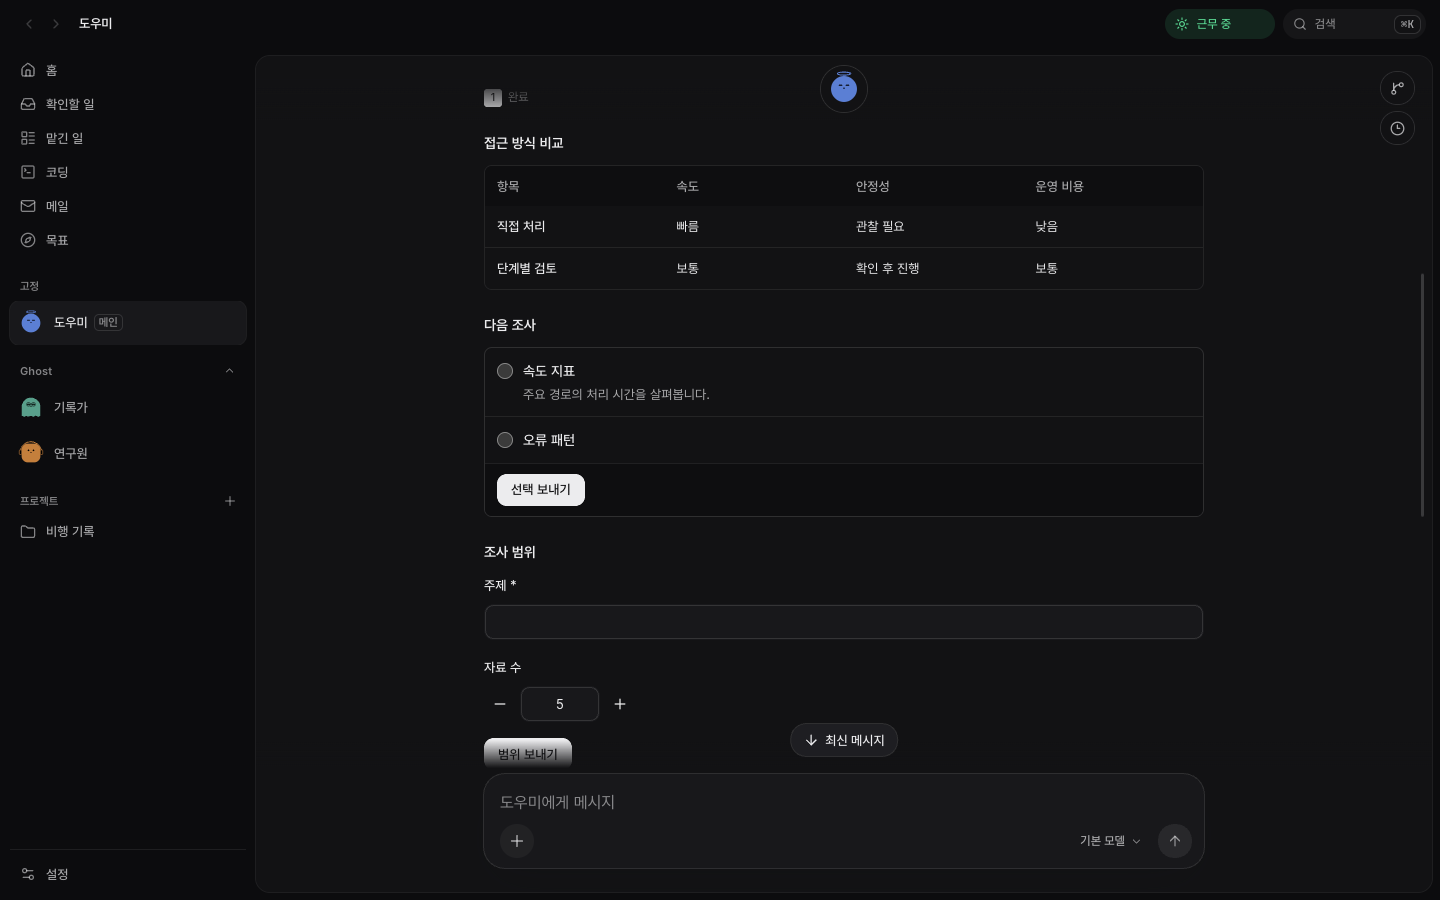 도우미
근무 중
검색
⌘K
홈
확인할 일
맡긴 일
코딩
메일
목표
고정
도우미 메인
Ghost
기록가
연구원
프로젝트
비행 기록
설정
1 완료
접근 방식 비교
항목 속도 안정성 운영 비용
직접 처리 빠름 관찰 필요 낮음
단계별 검토 보통 확인 후 진행 보통
다음 조사
속도 지표
주요 경로의 처리 시간을 살펴봅니다.
오류 패턴
선택 보내기
조사 범위
주제 *
자료 수
5
범위 보내기
최신 메시지
도우미에게 메시지
기본 모델